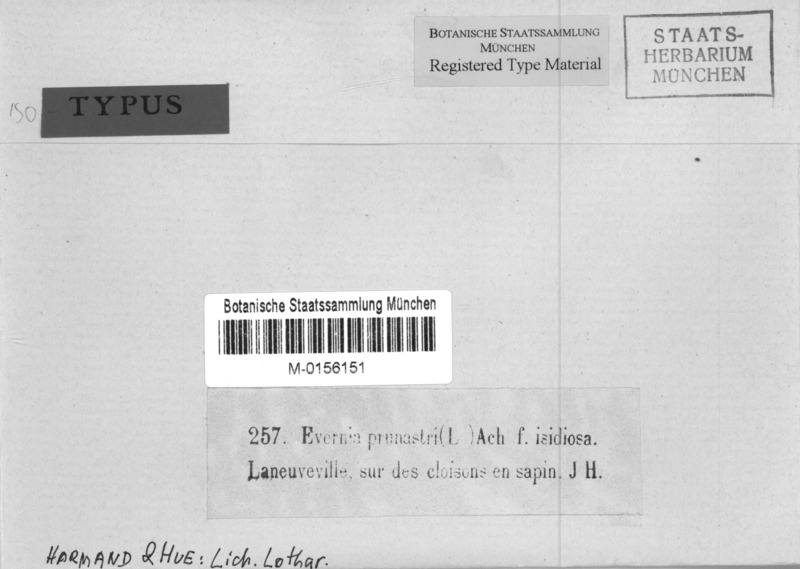 BOTANISCHE STAATSSAMMLUNG
MÜNCHEN
Registered Type Material
STAATS-
HERBARIUM
MÜNCHEN
ISO - TYPUS
Botanische Staatssammlung München
M-0156151
257. Evernia prunastri (L ) Ach f. isidiosa.
Laneuveville, sur des cloisons en sapin. J H.
HARMAND & HUE: Lich. Lothar.